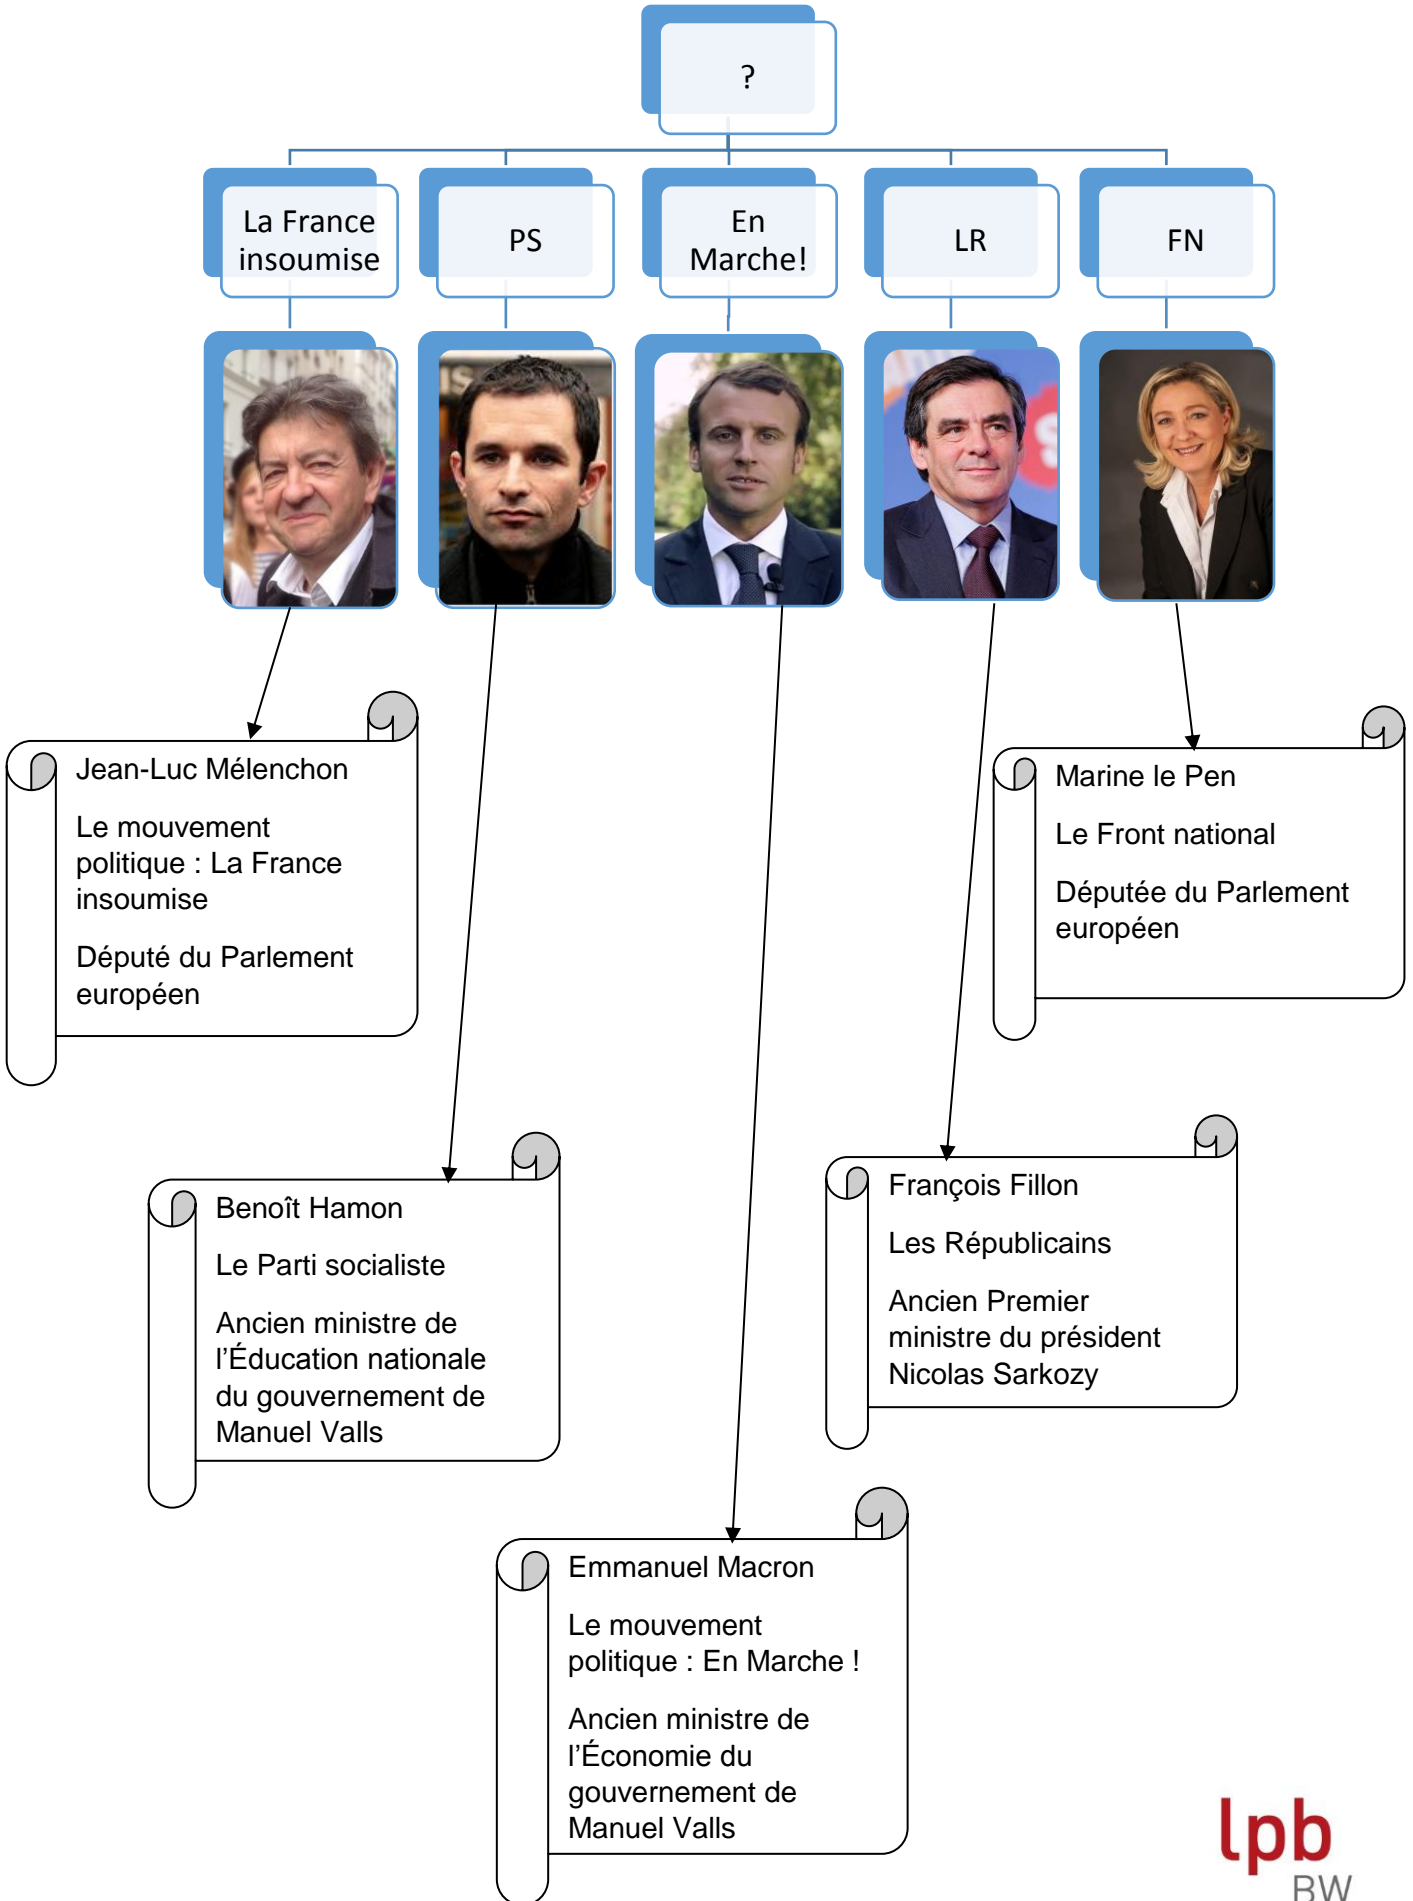 ?
La France
insoumise
PS
En
Marche!
LR
FN
Jean-Luc Mélenchon
Le mouvement
politique : La France
insoumise
Député du Parlement
européen
Marine le Pen
Le Front national
Députée du Parlement
européen
Benoît Hamon
Le Parti socialiste
Ancien ministre de
l’Éducation nationale
du gouvernement de
Manuel Valls
François Fillon
Les Républicains
Ancien Premier
ministre du président
Nicolas Sarkozy
Emmanuel Macron
Le mouvement
politique : En Marche !
Ancien ministre de
l’Économie du
gouvernement de
Manuel Valls
lpb
BW